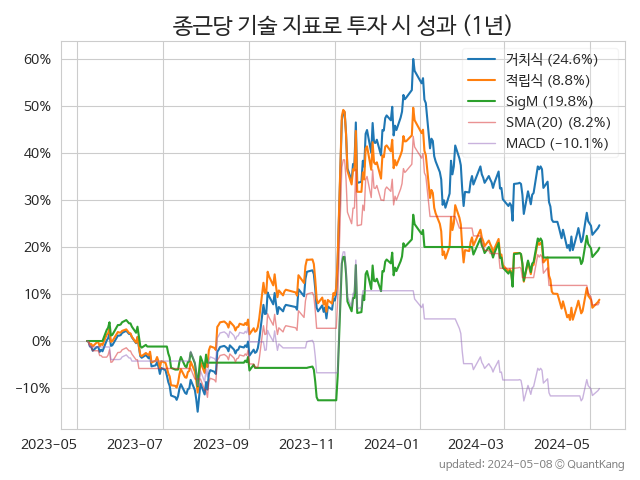 종근당 기술 지표로 투자 시 성과 (1년)
60%
50%
40%
30%
20%
10%
0%
−10%
거치식 (24.6%)
적립식 (8.8%)
SigM (19.8%)
SMA(20) (8.2%)
MACD (−10.1%)
2023−05
2023−07
2023−09
2023−11
2024−01
2024−03
2024−05
updated: 2024−05−08 © QuantKang